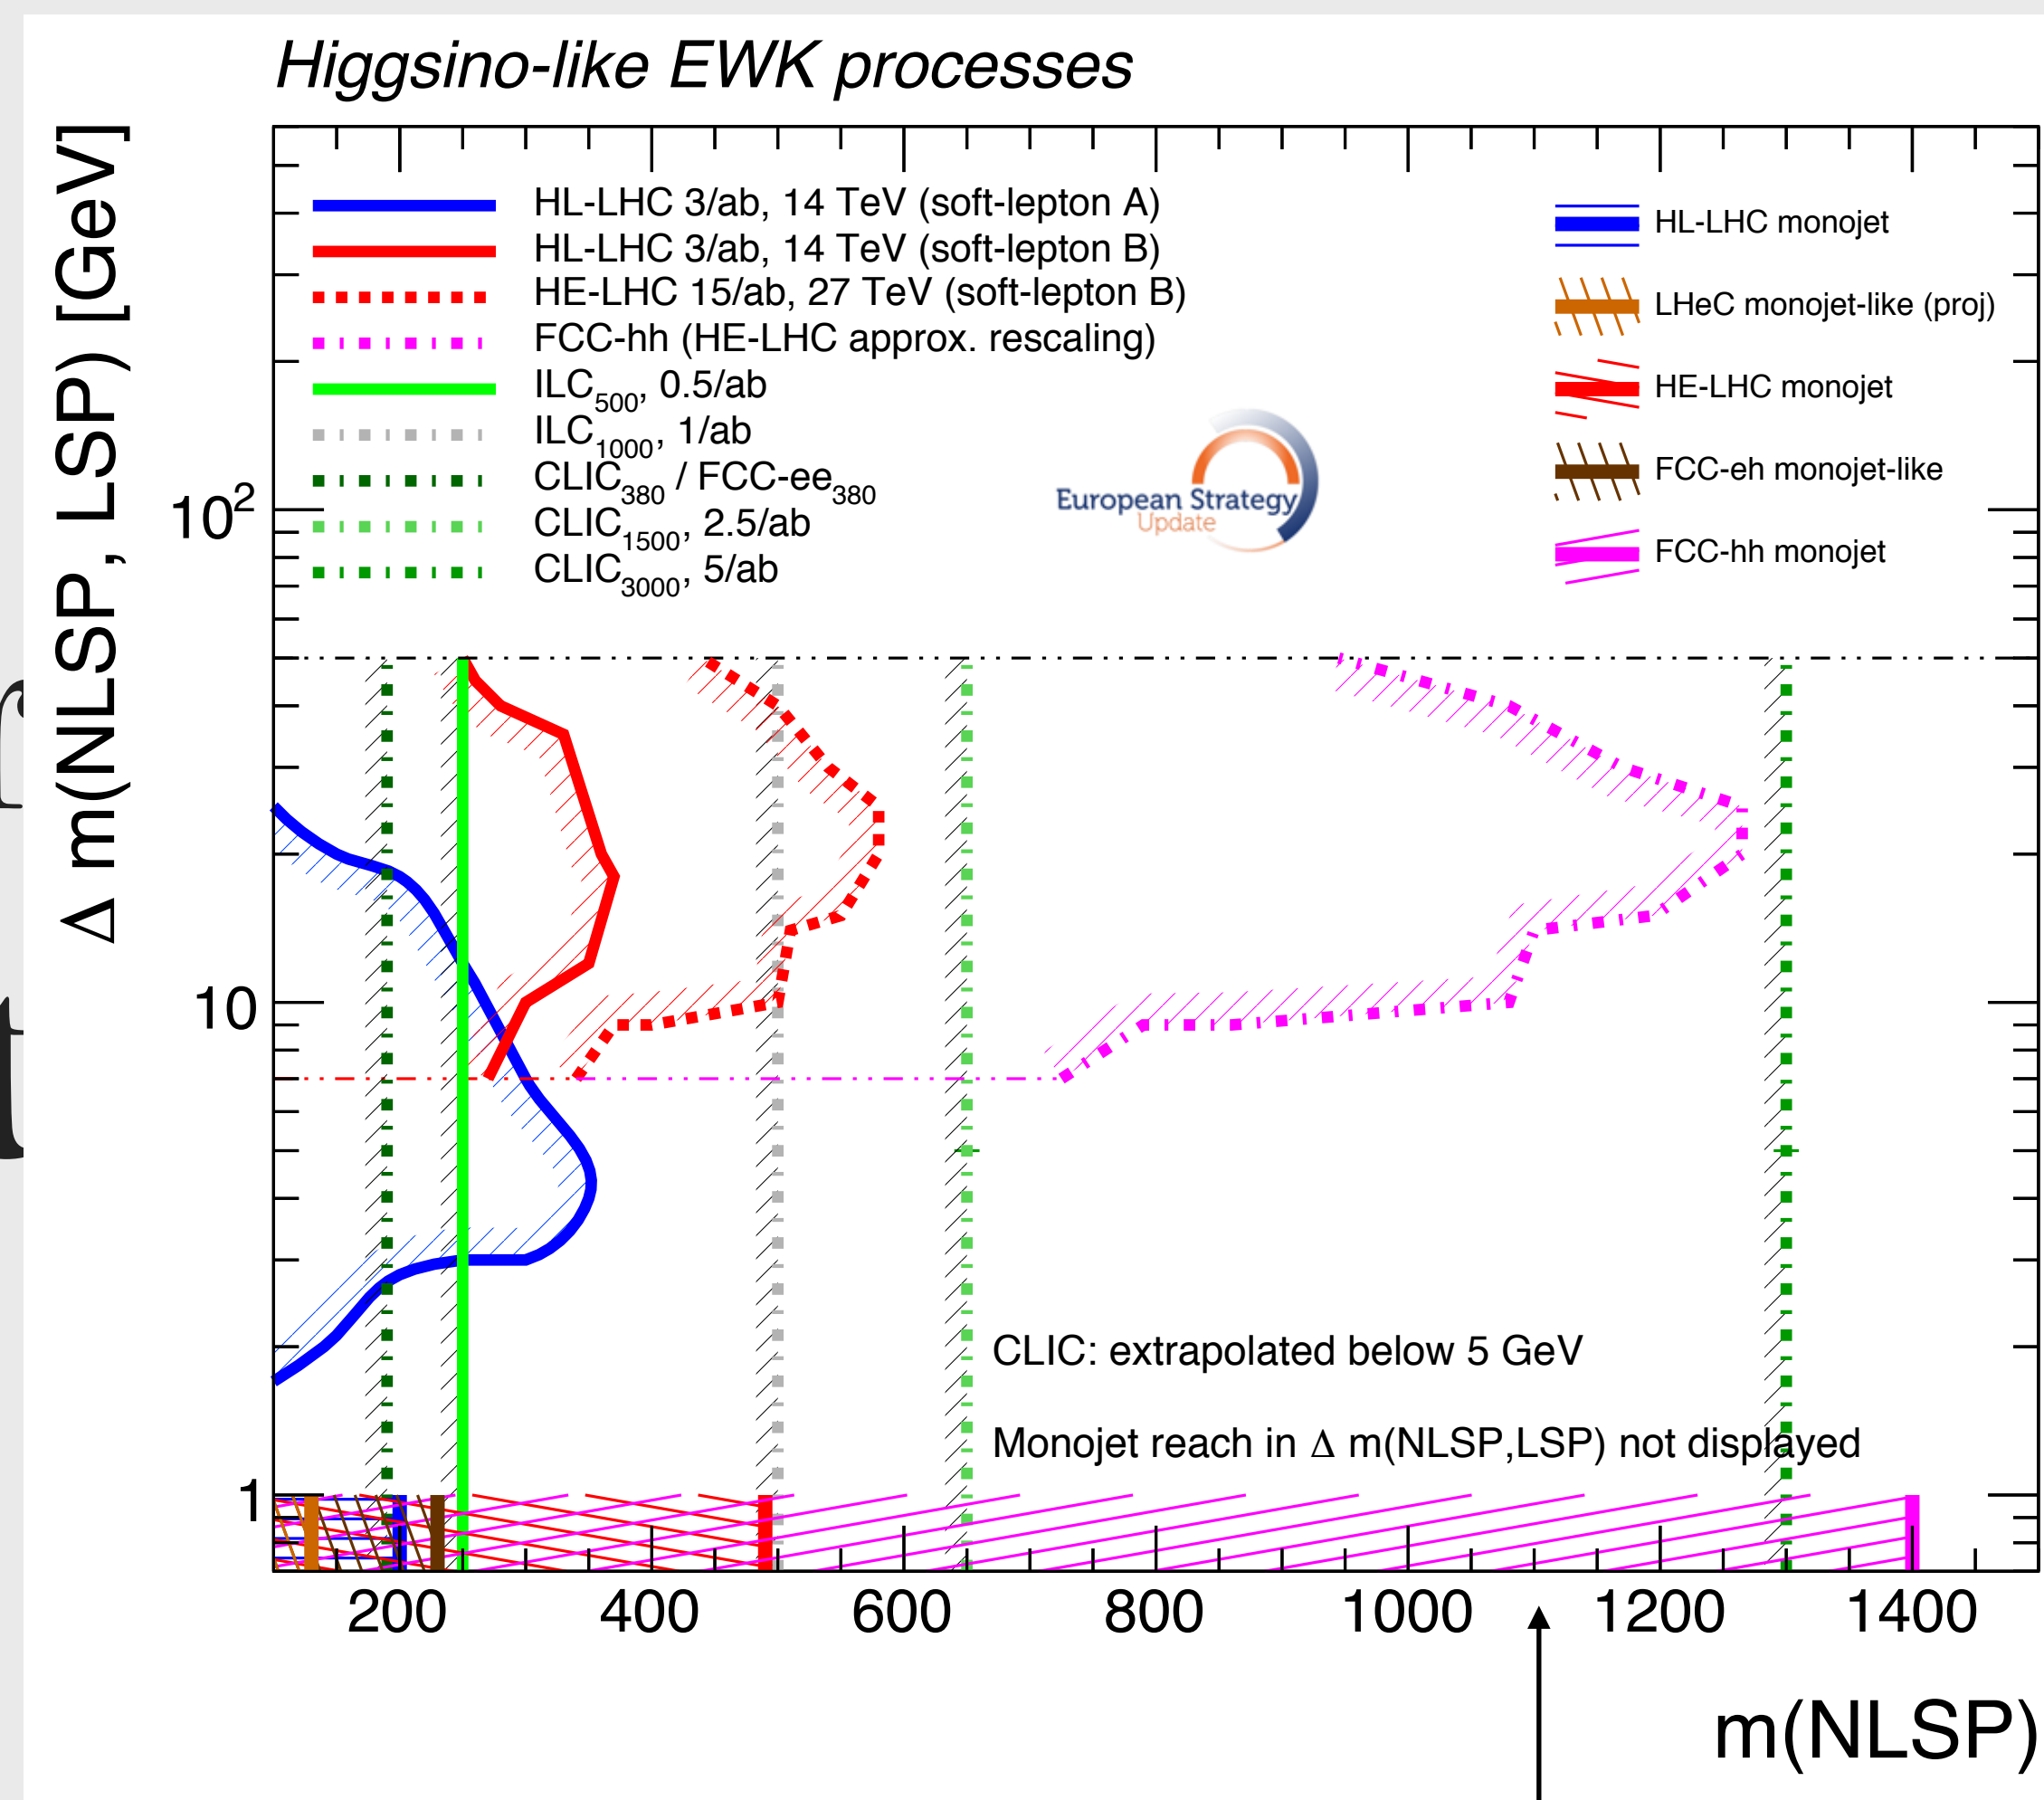 Higgsino-like EWK processes
Δ m(NLSP, LSP) [GeV]
HL-LHC 3/ab, 14 TeV (soft-lepton A)
HL-LHC 3/ab, 14 TeV (soft-lepton B)
HE-LHC 15/ab, 27 TeV (soft-lepton B)
FCC-hh (HE-LHC approx. rescaling)
ILC500, 0.5/ab
ILC1000, 1/ab
CLIC380 / FCC-ee380
CLIC1500, 2.5/ab
CLIC3000, 5/ab
HL-LHC monojet
LHeC monojet-like (proj)
HE-LHC monojet
FCC-eh monojet-like
FCC-hh monojet
European Strategy
Update
10²
10
1
CLIC: extrapolated below 5 GeV
Monojet reach in Δ m(NLSP,LSP) not displayed
200 400 600 800 1000 1200 1400
m(NLSP)